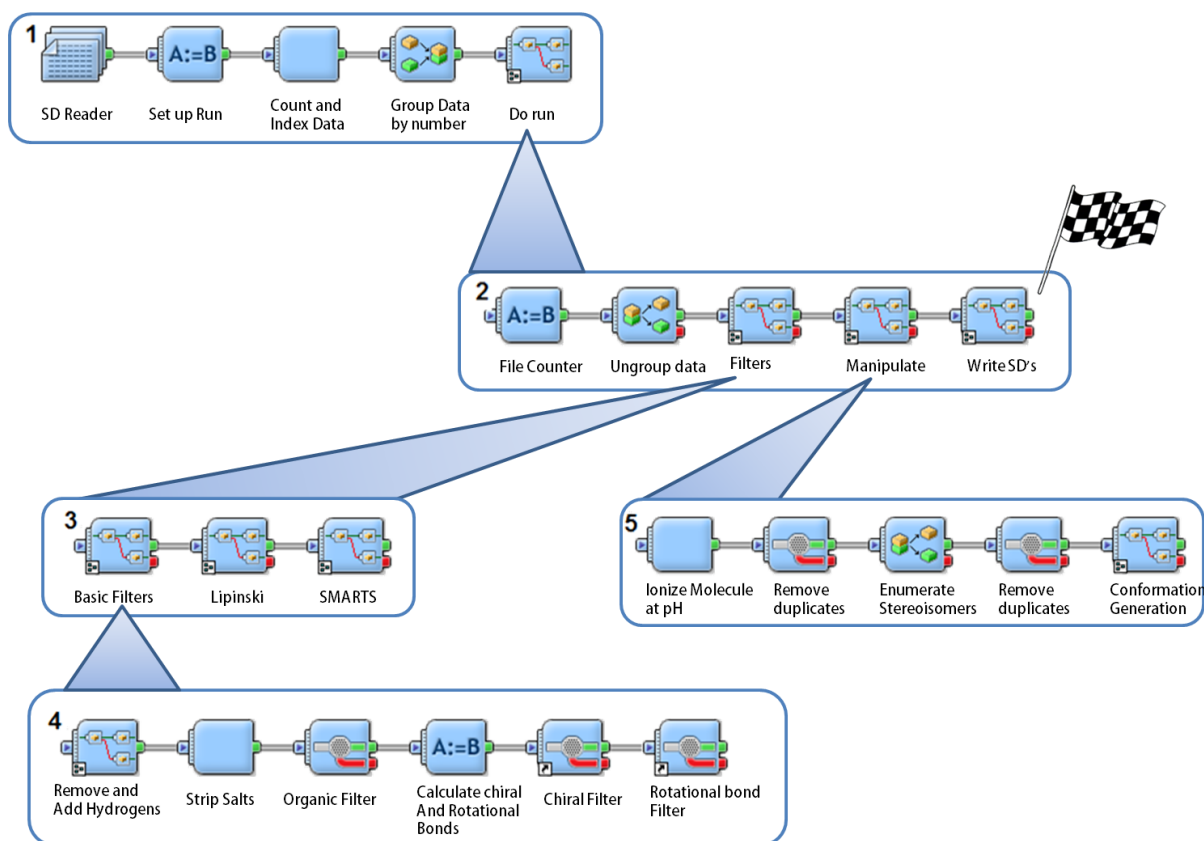 1
A:=B
SD Reader
Set up Run
Count and
Index Data
Group Data
by number
Do run
2
A:=B
File Counter
Ungroup data
Filters
Manipulate
Write SD's
3
Basic Filters
Lipinski
SMARTS
5
Ionize Molecule
at pH
Remove
duplicates
Enumerate
Stereoisomers
Remove
duplicates
Conformation
Generation
4
A:=B
Remove and
Add Hydrogens
Strip Salts
Organic Filter
Calculate chiral
And Rotational
Bonds
Chiral Filter
Rotational bond
Filter